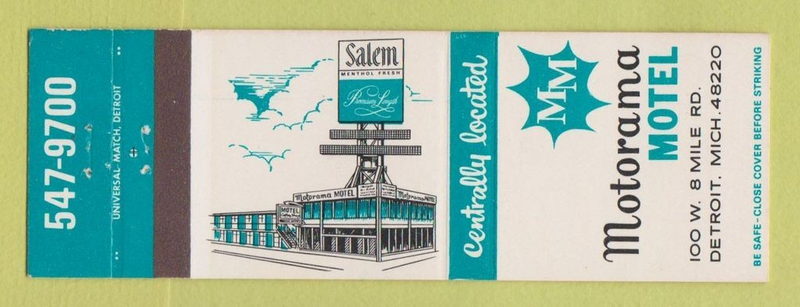 547-9700
UNIVERSAL MATCH, DETROIT
Salem
MENTHOL FRESH
Premium Length
Motorama MOTEL
Motorama MOTEL
MOTEL
Centrally located
MM
Motorama
MOTEL
100 W. 8 MILE RD.
DETROIT, MICH. 48220
BE SAFE-CLOSE COVER BEFORE STRIKING